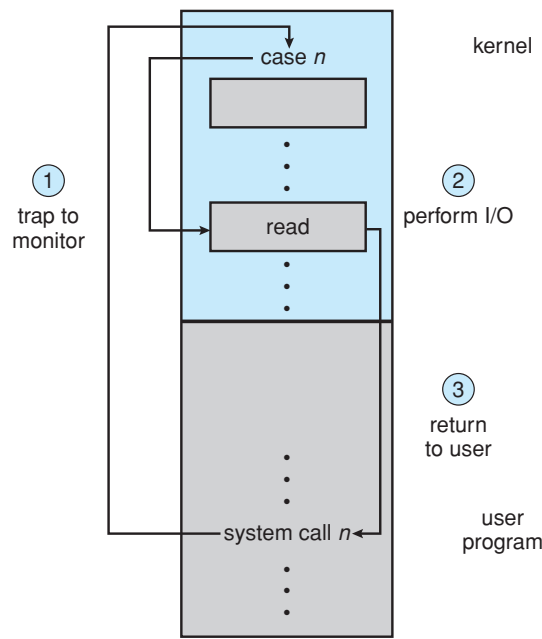 kernel
case n
1
trap to
monitor
2
perform I/O
read
3
return
to user
system call n
user
program